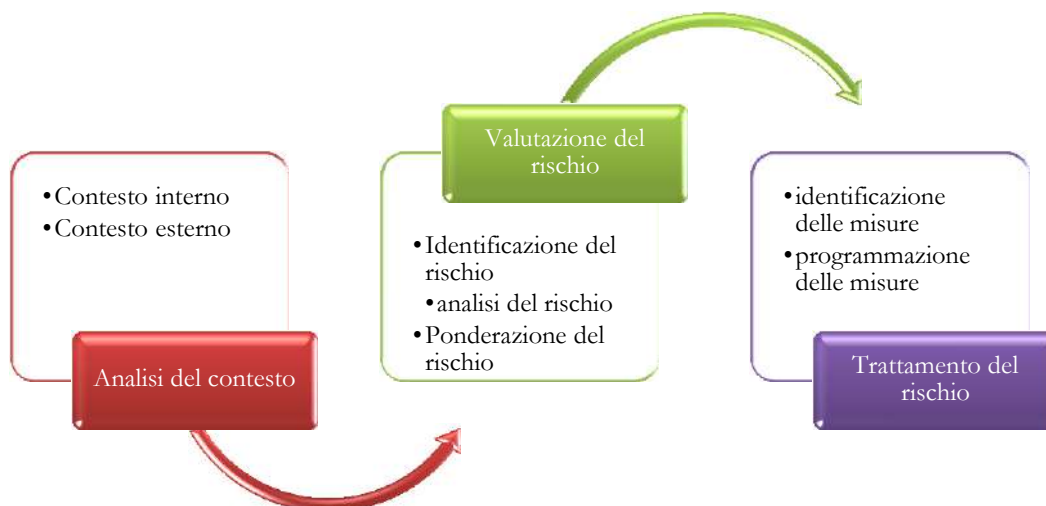 •Contesto interno
•Contesto esterno
Analisi del contesto
Valutazione del
rischio
•Identificazione del
rischio
•analisi del rischio
•Ponderazione del
rischio
•identificazione
delle misure
•programmazione
delle misure
Trattamento del
rischio